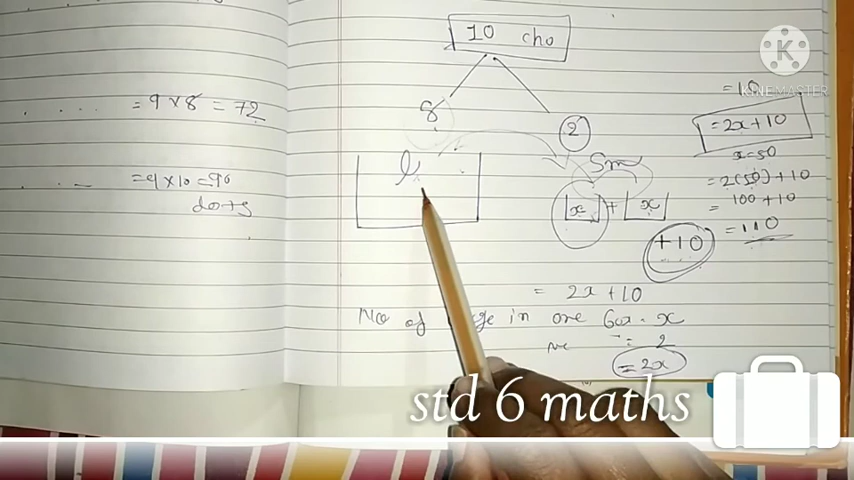 . . . . . = 9 × 8 = 72
. . . . . = 9 × 10 = 90
dots
10 cho
8
2
l
Sm
x + x
+10
= 2x + 10
No of in one box = x
= 2
= 2x
= 10
= 2x + 10
x = 50
= 2(50) + 10
= 100 + 10
= 110
K
KINEMASTER
std 6 maths